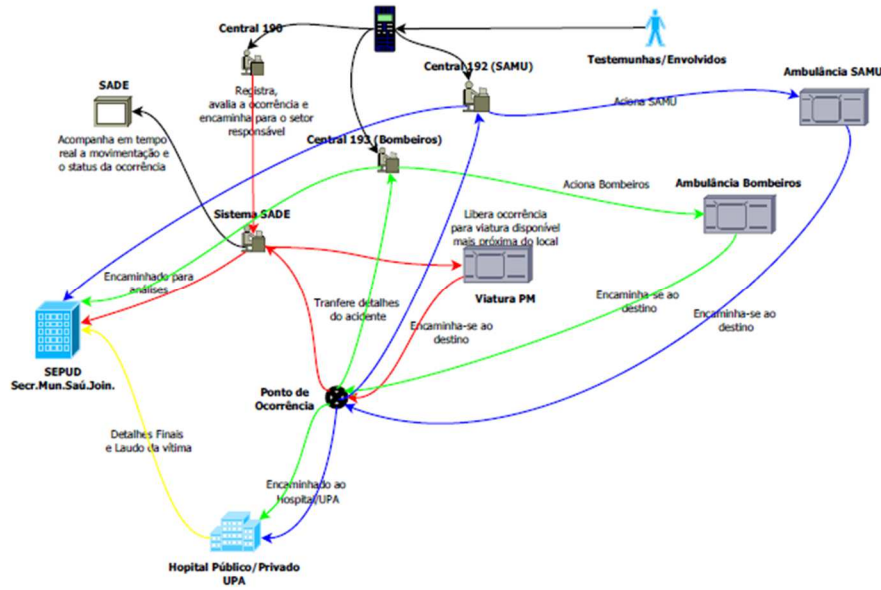 Central 190
Testemunhas/Envolvidos
Central 192 (SAMU)
Ambulância SAMU
SADE
Registra,
avalia a ocorrência e
encaminha para o setor
responsável
Aciona SAMU
Acompanha em tempo
real a movimentação e
o status da ocorrência
Central 193 (Bombeiros)
Aciona Bombeiros
Ambulância Bombeiros
Sistema SADE
Libera ocorrência
para viatura disponível
mais próxima do local
Viatura PM
Encaminhado para
análises
Tranfere detalhes
do acidente
Encaminha-se ao
destino
Encaminha-se ao
destino
Encaminha-se ao
destino
SEPUD
Secr.Mun.Saú.Join.
Ponto de
Ocorrência
Detalhes Finais
e Laudo da vítima
Encaminhado ao
Hospital/UPA
Hopital Público/Privado
UPA